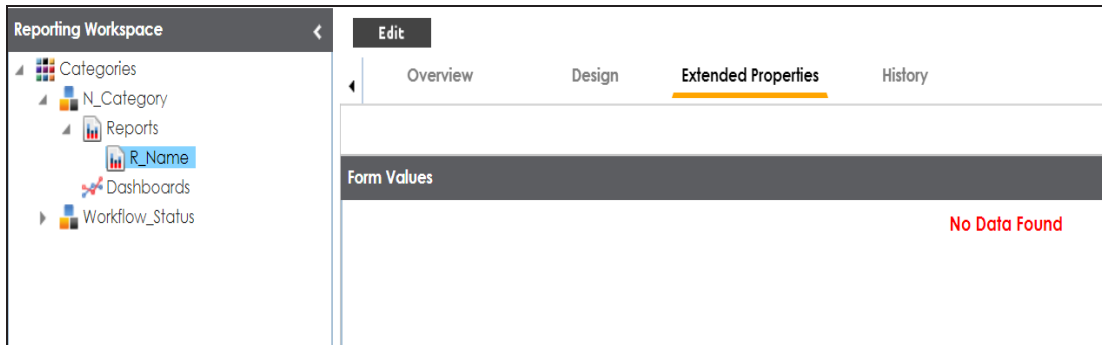 Reporting Workspace
Edit
Categories
N_Category
Reports
R_Name
Dashboards
Workflow_Status
Overview Design Extended Properties History
Form Values
No Data Found